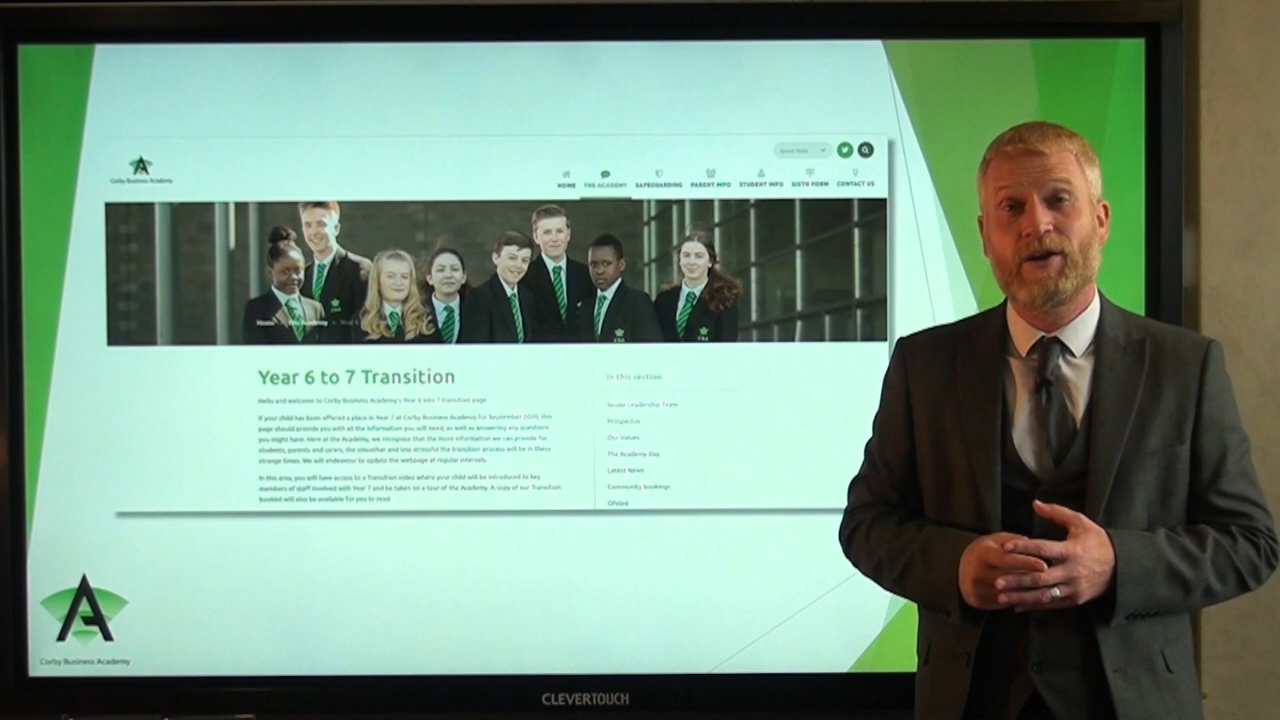 Corby Business Academy
Quick links
HOME THE ACADEMY SAFEGUARDING PARENT INFO STUDENT INFO SIXTH FORM CONTACT US
Home The Academy Year 6
Year 6 to 7 Transition
Hello and welcome to Corby Business Academy's Year 6 into 7 transition page
If your child has been offered a place in Year 7 at Corby Business Academy for September 2020, this
page should provide you with all the information you will need, as well as answering any questions
you might have. Here at the Academy, we recognise that the more information we can provide for
students, parents and carers, the smoother and less stressful the transition process will be in these
strange times. We will endeavour to update the webpage at regular intervals.
In this area, you will have access to a Transition video where your child will be introduced to key
members of staff involved with Year 7 and be taken on a tour of the Academy. A copy of our Transition
booklet will also be available for you to read
In this section
Senior Leadership Team
Prospectus
Our Values
The Academy Day
Latest News
Community bookings
Ofsted
Corby Business Academy
CLEVERTOUCH